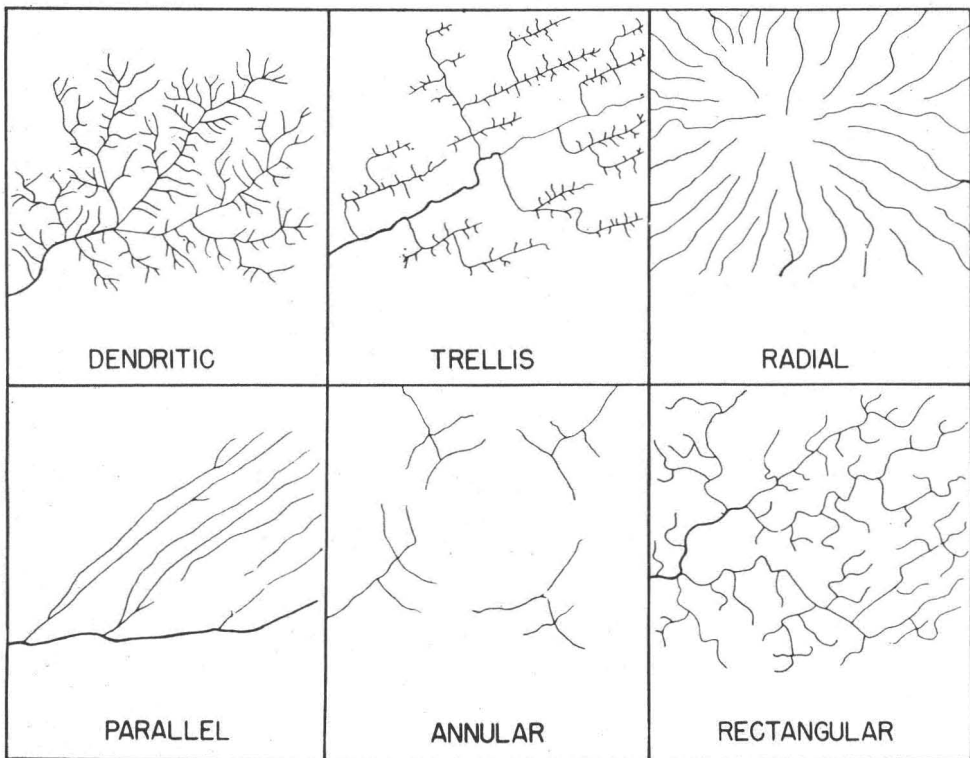 DENDRITIC
TRELLIS
RADIAL
PARALLEL
ANNULAR
RECTANGULAR